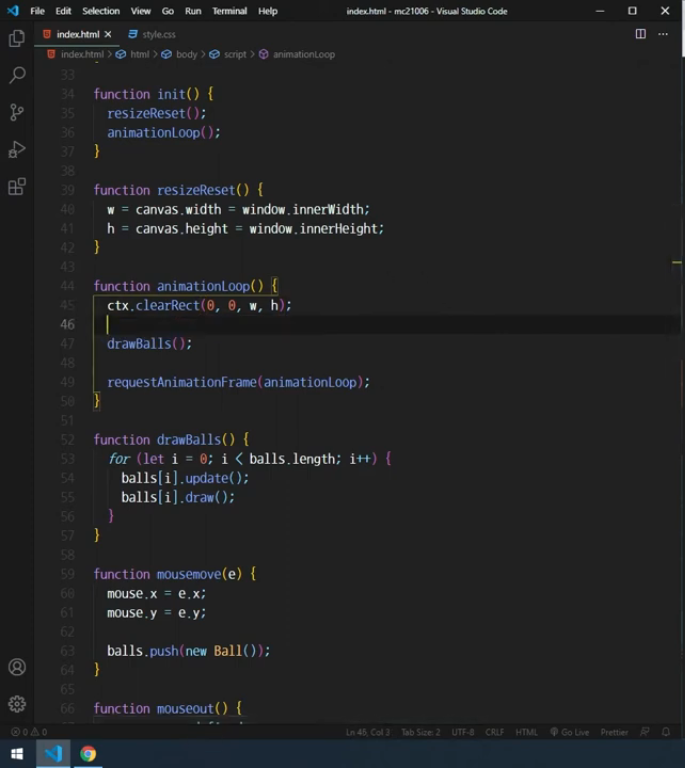 File Edit Selection View Go Run Terminal Help index.html - mc21006 - Visual Studio Code
index.html style.css
index.html > html > body > script > animationLoop
33
34 function init() {
35 resizeReset();
36 animationLoop();
37 }
38
39 function resizeReset() {
40 w = canvas.width = window.innerWidth;
41 h = canvas.height = window.innerHeight;
42 }
43
44 function animationLoop() {
45 ctx.clearRect(0, 0, w, h);
46
47 drawBalls();
48
49 requestAnimationFrame(animationLoop);
50 }
51
52 function drawBalls() {
53 for (let i = 0; i < balls.length; i++) {
54 balls[i].update();
55 balls[i].draw();
56 }
57 }
58
59 function mousemove(e) {
60 mouse.x = e.x;
61 mouse.y = e.y;
62
63 balls.push(new Ball());
64 }
65
66 function mouseout() {
0 0 Ln 46, Col 3 Tab Size: 2 UTF-8 CRLF HTML Go Live Prettier